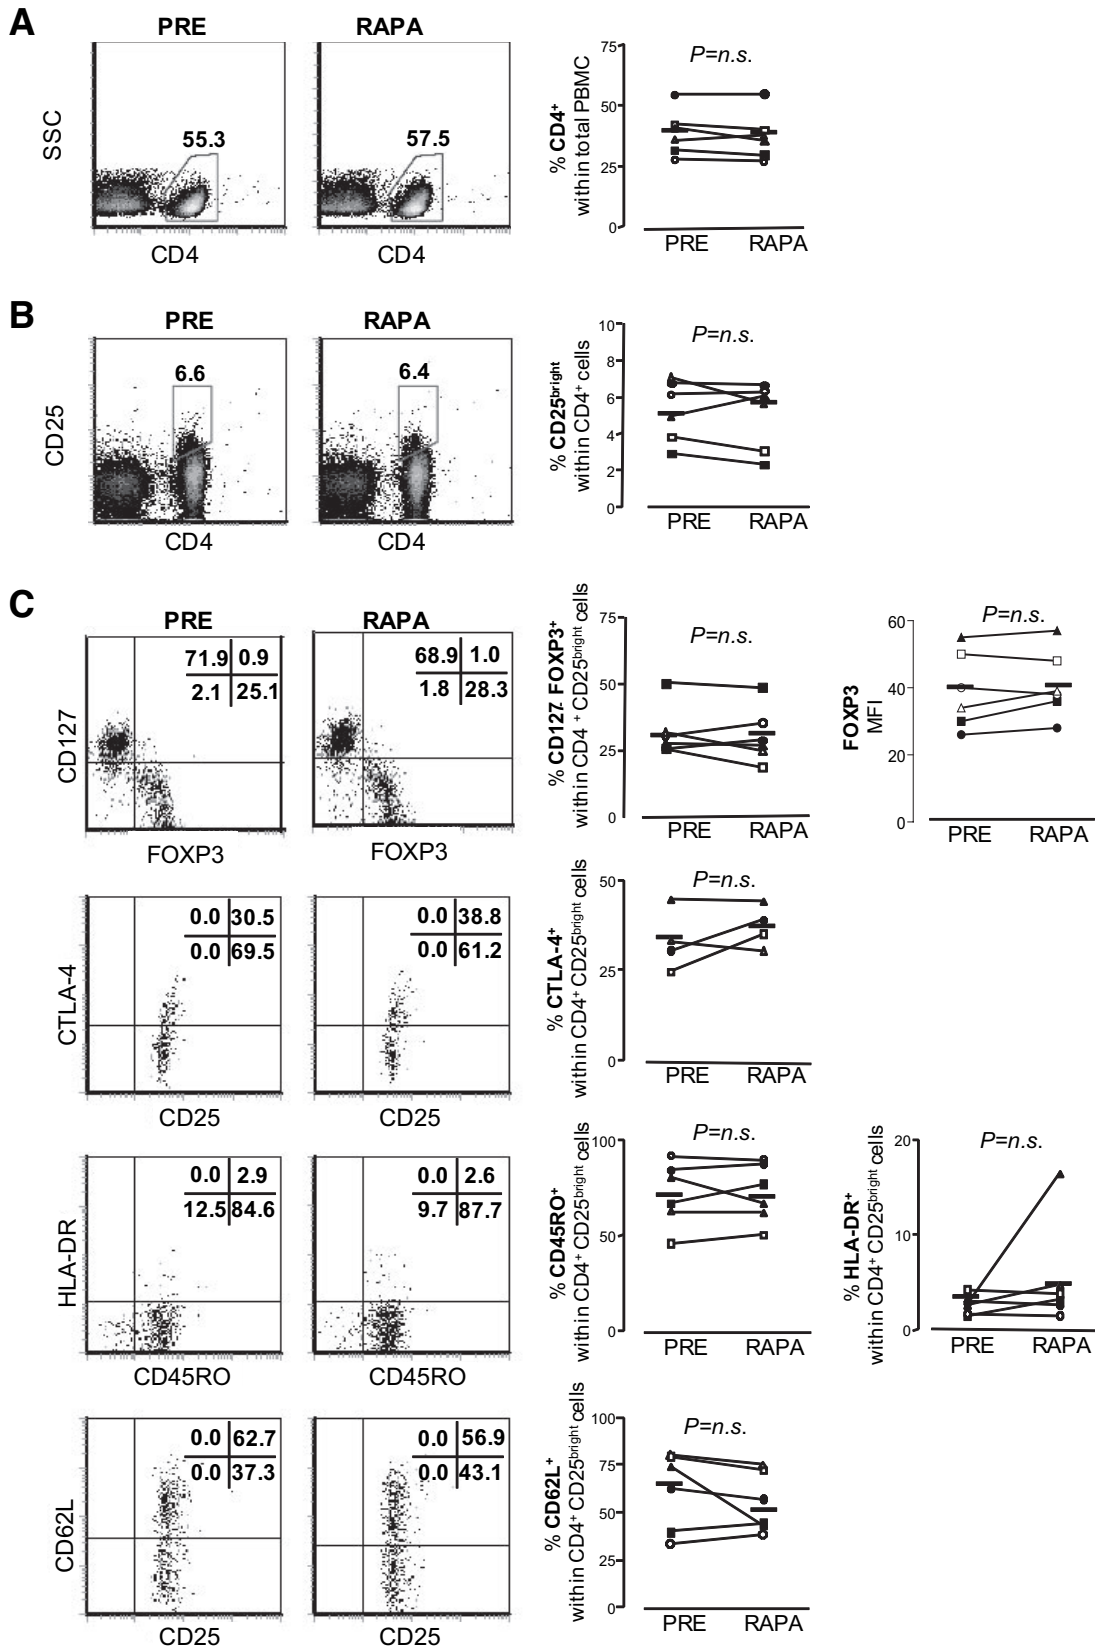 A
PRE
RAPA
SSC
55.3
57.5
CD4
CD4
% CD4+
within total PBMC
P=n.s.
75
50
25
0
PRE
RAPA
B
PRE
RAPA
CD25
6.6
6.4
CD4
CD4
% CD25bright
within CD4+ cells
P=n.s.
10
8
6
4
2
0
PRE
RAPA
C
PRE
RAPA
CD127
71.9 0.9
2.1 25.1
68.9 1.0
1.8 28.3
FOXP3
FOXP3
% CD127- FOXP3+
within CD4+ CD25bright cells
P=n.s.
75
50
25
0
PRE
RAPA
FOXP3
MFI
P=n.s.
60
40
20
0
PRE
RAPA
CTLA-4
0.0 30.5
0.0 69.5
0.0 38.8
0.0 61.2
CD25
CD25
% CTLA-4+
within CD4+ CD25bright cells
P=n.s.
50
25
0
PRE
RAPA
HLA-DR
0.0 2.9
12.5 84.6
0.0 2.6
9.7 87.7
CD45RO
CD45RO
% CD45RO+
within CD4+ CD25bright cells
P=n.s.
100
50
0
PRE
RAPA
% HLA-DR+
within CD4+ CD25bright cells
P=n.s.
20
10
0
PRE
RAPA
CD62L
0.0 62.7
0.0 37.3
0.0 56.9
0.0 43.1
CD25
CD25
% CD62L+
within CD4+ CD25bright cells
P=n.s.
100
75
50
25
0
PRE
RAPA